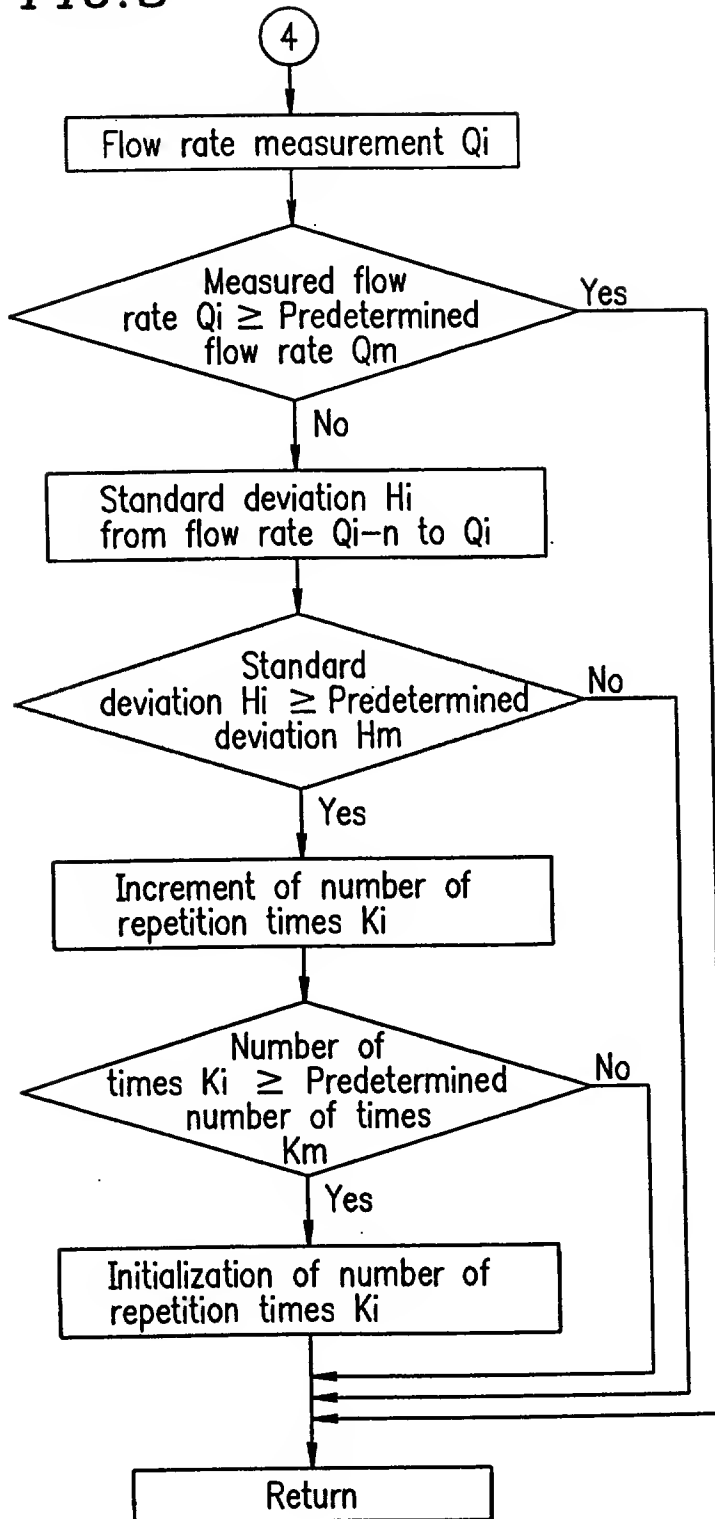 4
Flow rate measurement Qi
Measured flow
rate Qi ≥ Predetermined
flow rate Qm
Yes
No
Standard deviation Hi
from flow rate Qi-n to Qi
Standard
deviation Hi ≥ Predetermined
deviation Hm
No
Yes
Increment of number of
repetition times Ki
Number of
times Ki ≥ Predetermined
number of times
Km
No
Yes
Initialization of number of
repetition times Ki
Return